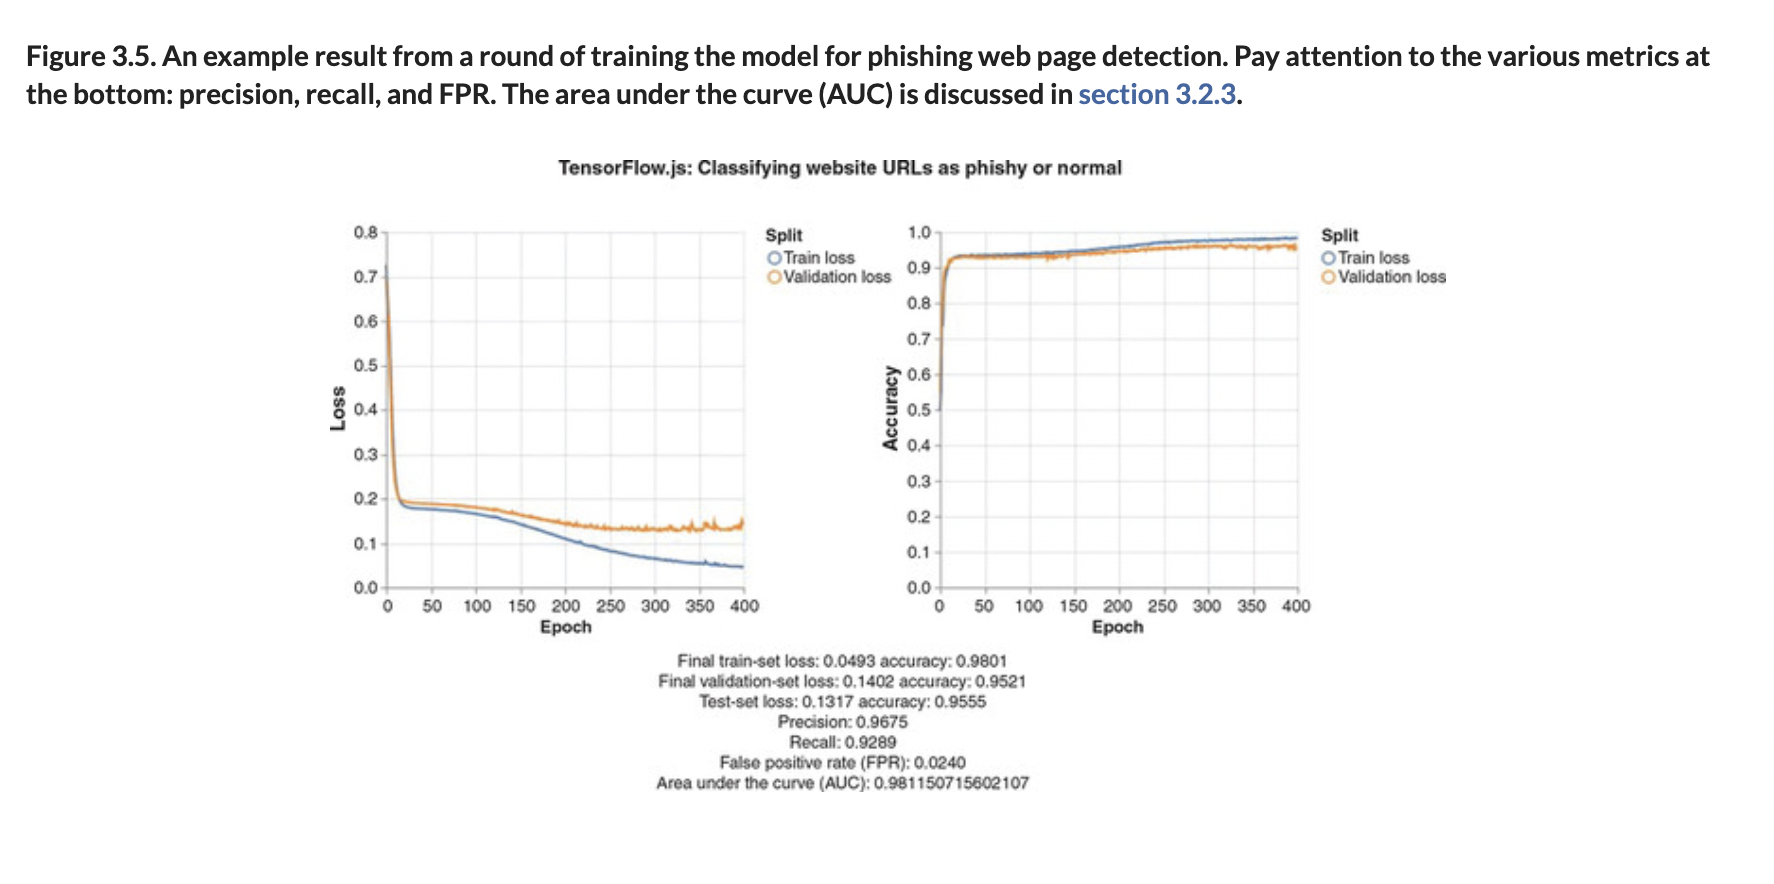 Figure 3.5. An example result from a round of training the model for phishing web page detection. Pay attention to the various metrics at
the bottom: precision, recall, and FPR. The area under the curve (AUC) is discussed in section 3.2.3.
TensorFlow.js: Classifying website URLs as phishy or normal
0.8
0.7
0.6
0.5
0.4
0.3
0.2
0.1
0.0
Loss
0 50 100 150 200 250 300 350 400
Epoch
Split
Train loss
Validation loss
1.0
0.9
0.8
0.7
0.6
0.5
0.4
0.3
0.2
0.1
0.0
Accuracy
0 50 100 150 200 250 300 350 400
Epoch
Split
Train loss
Validation loss
Final train-set loss: 0.0493 accuracy: 0.9801
Final validation-set loss: 0.1402 accuracy: 0.9521
Test-set loss: 0.1317 accuracy: 0.9555
Precision: 0.9675
Recall: 0.9289
False positive rate (FPR): 0.0240
Area under the curve (AUC): 0.981150715602107